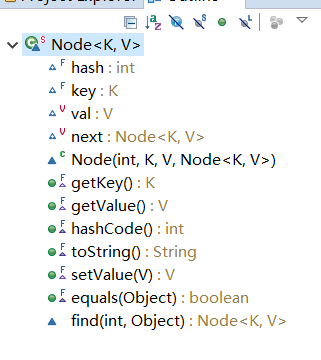 Project Explorer
Outline
Node<K, V>
hash : int
key : K
val : V
next : Node<K, V>
Node(int, K, V, Node<K, V>)
getKey() : K
getValue() : V
hashCode() : int
toString() : String
setValue(V) : V
equals(Object) : boolean
find(int, Object) : Node<K, V>